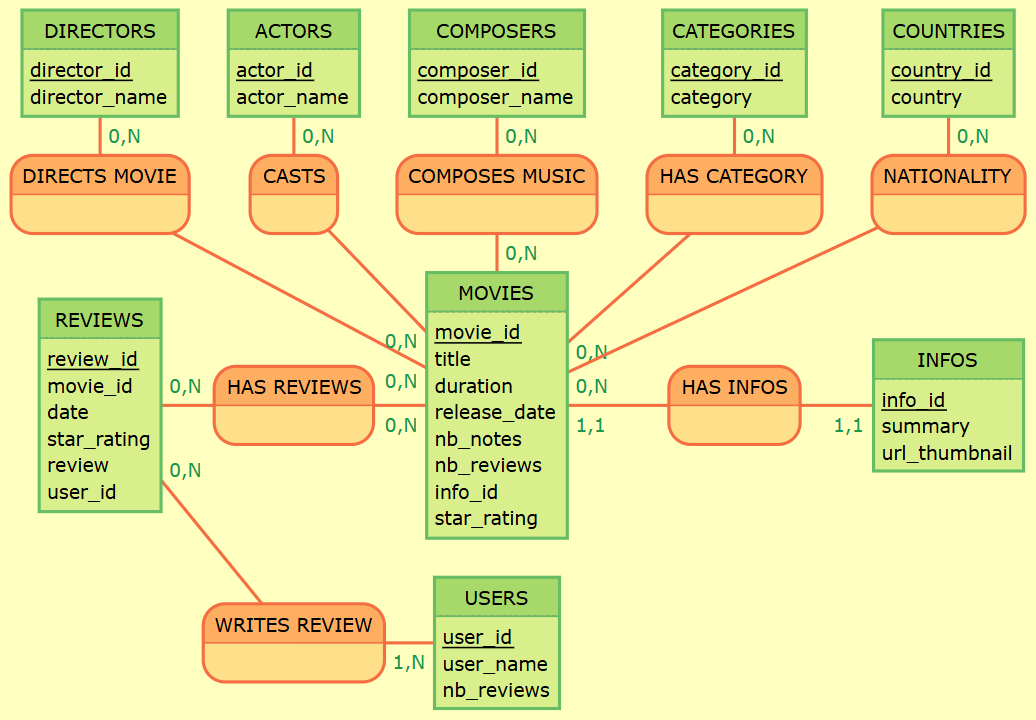 DIRECTORS
director_id
director_name
ACTORS
actor_id
actor_name
COMPOSERS
composer_id
composer_name
CATEGORIES
category_id
category
COUNTRIES
country_id
country
0,N
0,N
0,N
0,N
0,N
DIRECTS MOVIE
CASTS
COMPOSES MUSIC
HAS CATEGORY
NATIONALITY
0,N
REVIEWS
review_id
movie_id
date
star_rating
review
user_id
0,N
0,N
HAS REVIEWS
0,N
0,N
0,N
MOVIES
movie_id
title
duration
release_date
nb_notes
nb_reviews
info_id
star_rating
0,N
0,N
1,1
HAS INFOS
1,1
INFOS
info_id
summary
url_thumbnail
WRITES REVIEW
1,N
USERS
user_id
user_name
nb_reviews